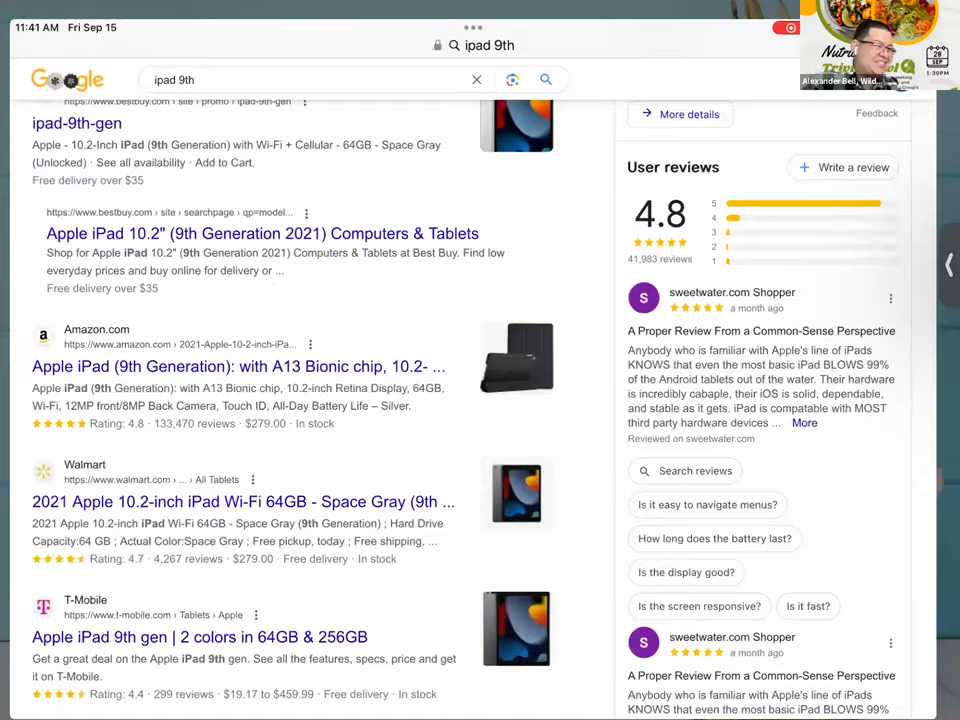 11:41 AM Fri Sep 15
ipad 9th
Google
ipad 9th
https://www.bestbuy.com › site › promo › ipad-9th-gen
ipad-9th-gen
Apple - 10.2-Inch iPad (9th Generation) with Wi-Fi + Cellular - 64GB - Space Gray
(Unlocked) · See all availability · Add to Cart.
Free delivery over $35
https://www.bestbuy.com › site › searchpage › qp=model...
Apple iPad 10.2" (9th Generation 2021) Computers & Tablets
Shop for Apple iPad 10.2" (9th Generation 2021) Computers & Tablets at Best Buy. Find low
everyday prices and buy online for delivery or ...
Free delivery over $35
a
Amazon.com
https://www.amazon.com › 2021-Apple-10-2-inch-iPa...
Apple iPad (9th Generation): with A13 Bionic chip, 10.2- ...
Apple iPad (9th Generation): with A13 Bionic chip, 10.2-inch Retina Display, 64GB,
Wi-Fi, 12MP front/8MP Back Camera, Touch ID, All-Day Battery Life – Silver.
Rating: 4.8 · 133,470 reviews · $279.00 · In stock
Walmart
https://www.walmart.com › ... › All Tablets
2021 Apple 10.2-inch iPad Wi-Fi 64GB - Space Gray (9th ...
2021 Apple 10.2-inch iPad Wi-Fi 64GB - Space Gray (9th Generation) ; Hard Drive
Capacity:64 GB ; Actual Color:Space Gray ; Free pickup, today ; Free shipping, ...
Rating: 4.7 · 4,267 reviews · $279.00 · Free delivery · In stock
T
T-Mobile
https://www.t-mobile.com › Tablets › Apple
Apple iPad 9th gen | 2 colors in 64GB & 256GB
Get a great deal on the Apple iPad 9th gen. See all the features, specs, price and get
it on T-Mobile.
Rating: 4.4 · 299 reviews · $19.17 to $459.99 · Free delivery · In stock
More details
Feedback
User reviews
Write a review
4.8
41,983 reviews
5
4
3
2
1
S
sweetwater.com Shopper
a month ago
A Proper Review From a Common-Sense Perspective
Anybody who is familiar with Apple's line of iPads
KNOWS that even the most basic iPad BLOWS 99%
of the Android tablets out of the water. Their hardware
is incredibly cabaple, their iOS is solid, dependable,
and stable as it gets. iPad is compatable with MOST
third party hardware devices ... More
Reviewed on sweetwater.com
Search reviews
Is it easy to navigate menus?
How long does the battery last?
Is the display good?
Is the screen responsive?
Is it fast?
S
sweetwater.com Shopper
a month ago
A Proper Review From a Common-Sense Perspective
Anybody who is familiar with Apple's line of iPads
KNOWS that even the most basic iPad BLOWS 99%
28
SEP
1:30PM
Alexander Bell, Wild...